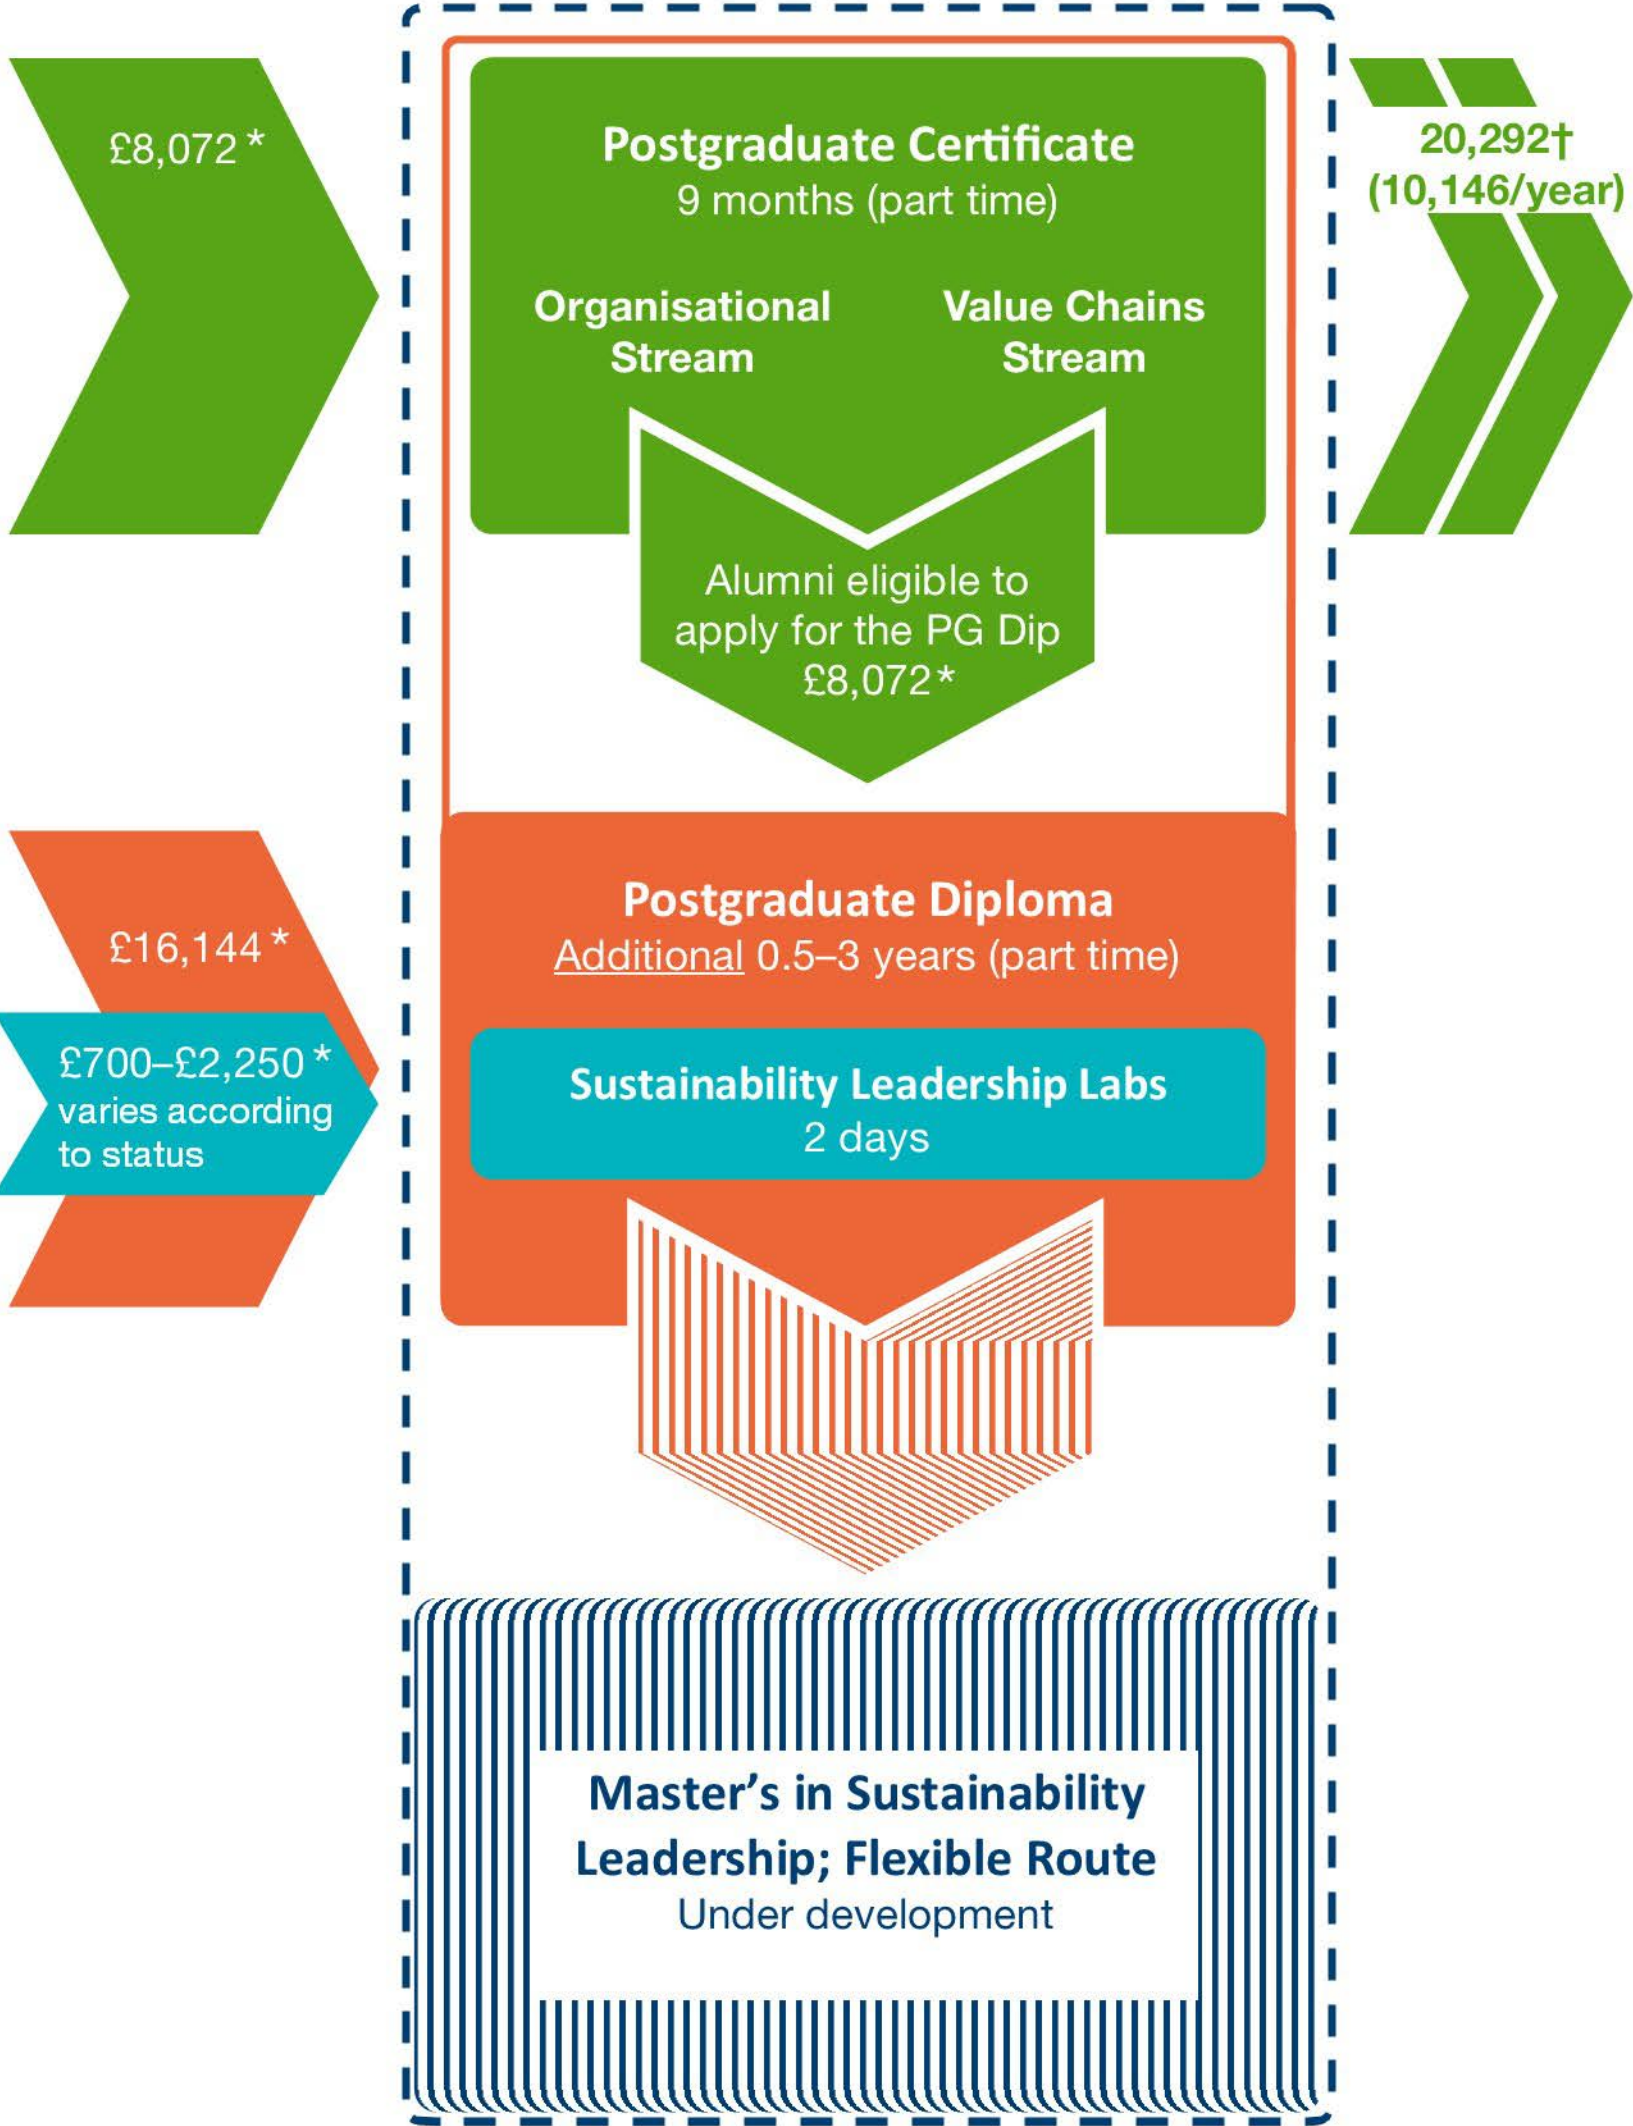 £8,072*
Postgraduate Certificate
9 months (part time)
Organisational
Stream
Value Chains
Stream
20,292†
(10,146/year)
Alumni eligible to
apply for the PG Dip
£8,072*
£16,144*
£700–£2,250*
varies according
to status
Postgraduate Diploma
Additional 0.5–3 years (part time)
Sustainability Leadership Labs
2 days
Master's in Sustainability
Leadership; Flexible Route
Under development